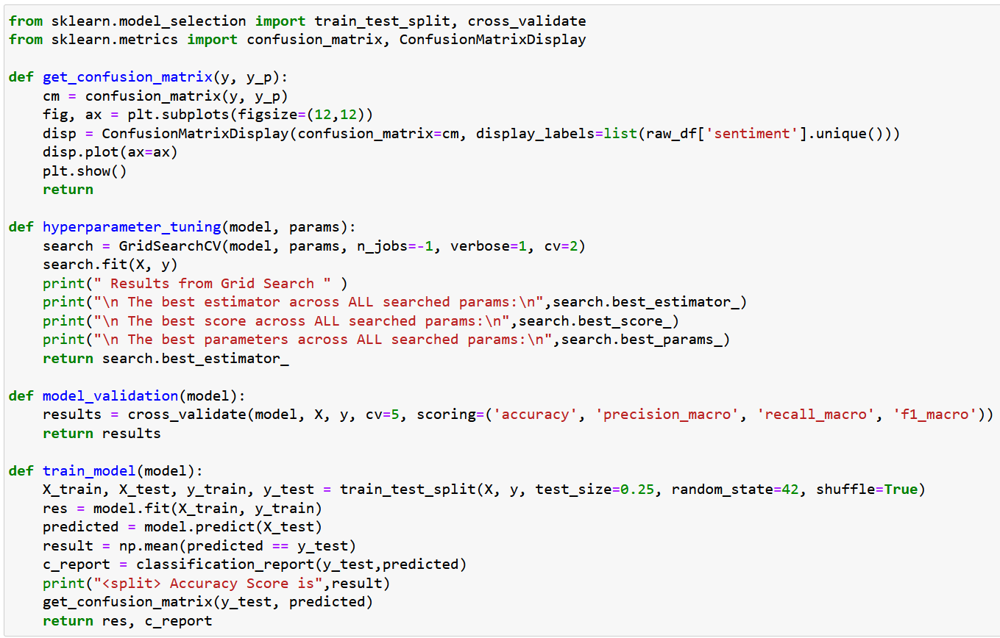 from sklearn.model_selection import train_test_split, cross_validate
from sklearn.metrics import confusion_matrix, ConfusionMatrixDisplay

def get_confusion_matrix(y, y_p):
    cm = confusion_matrix(y, y_p)
    fig, ax = plt.subplots(figsize=(12,12))
    disp = ConfusionMatrixDisplay(confusion_matrix=cm, display_labels=list(raw_df['sentiment'].unique()))
    disp.plot(ax=ax)
    plt.show()
    return

def hyperparameter_tuning(model, params):
    search = GridSearchCV(model, params, n_jobs=-1, verbose=1, cv=2)
    search.fit(X, y)
    print(" Results from Grid Search " )
    print("\n The best estimator across ALL searched params:\n",search.best_estimator_)
    print("\n The best score across ALL searched params:\n",search.best_score_)
    print("\n The best parameters across ALL searched params:\n",search.best_params_)
    return search.best_estimator_

def model_validation(model):
    results = cross_validate(model, X, y, cv=5, scoring=('accuracy', 'precision_macro', 'recall_macro', 'f1_macro'))
    return results

def train_model(model):
    X_train, X_test, y_train, y_test = train_test_split(X, y, test_size=0.25, random_state=42, shuffle=True)
    res = model.fit(X_train, y_train)
    predicted = model.predict(X_test)
    result = np.mean(predicted == y_test)
    c_report = classification_report(y_test,predicted)
    print("<split> Accuracy Score is",result)
    get_confusion_matrix(y_test, predicted)
    return res, c_report